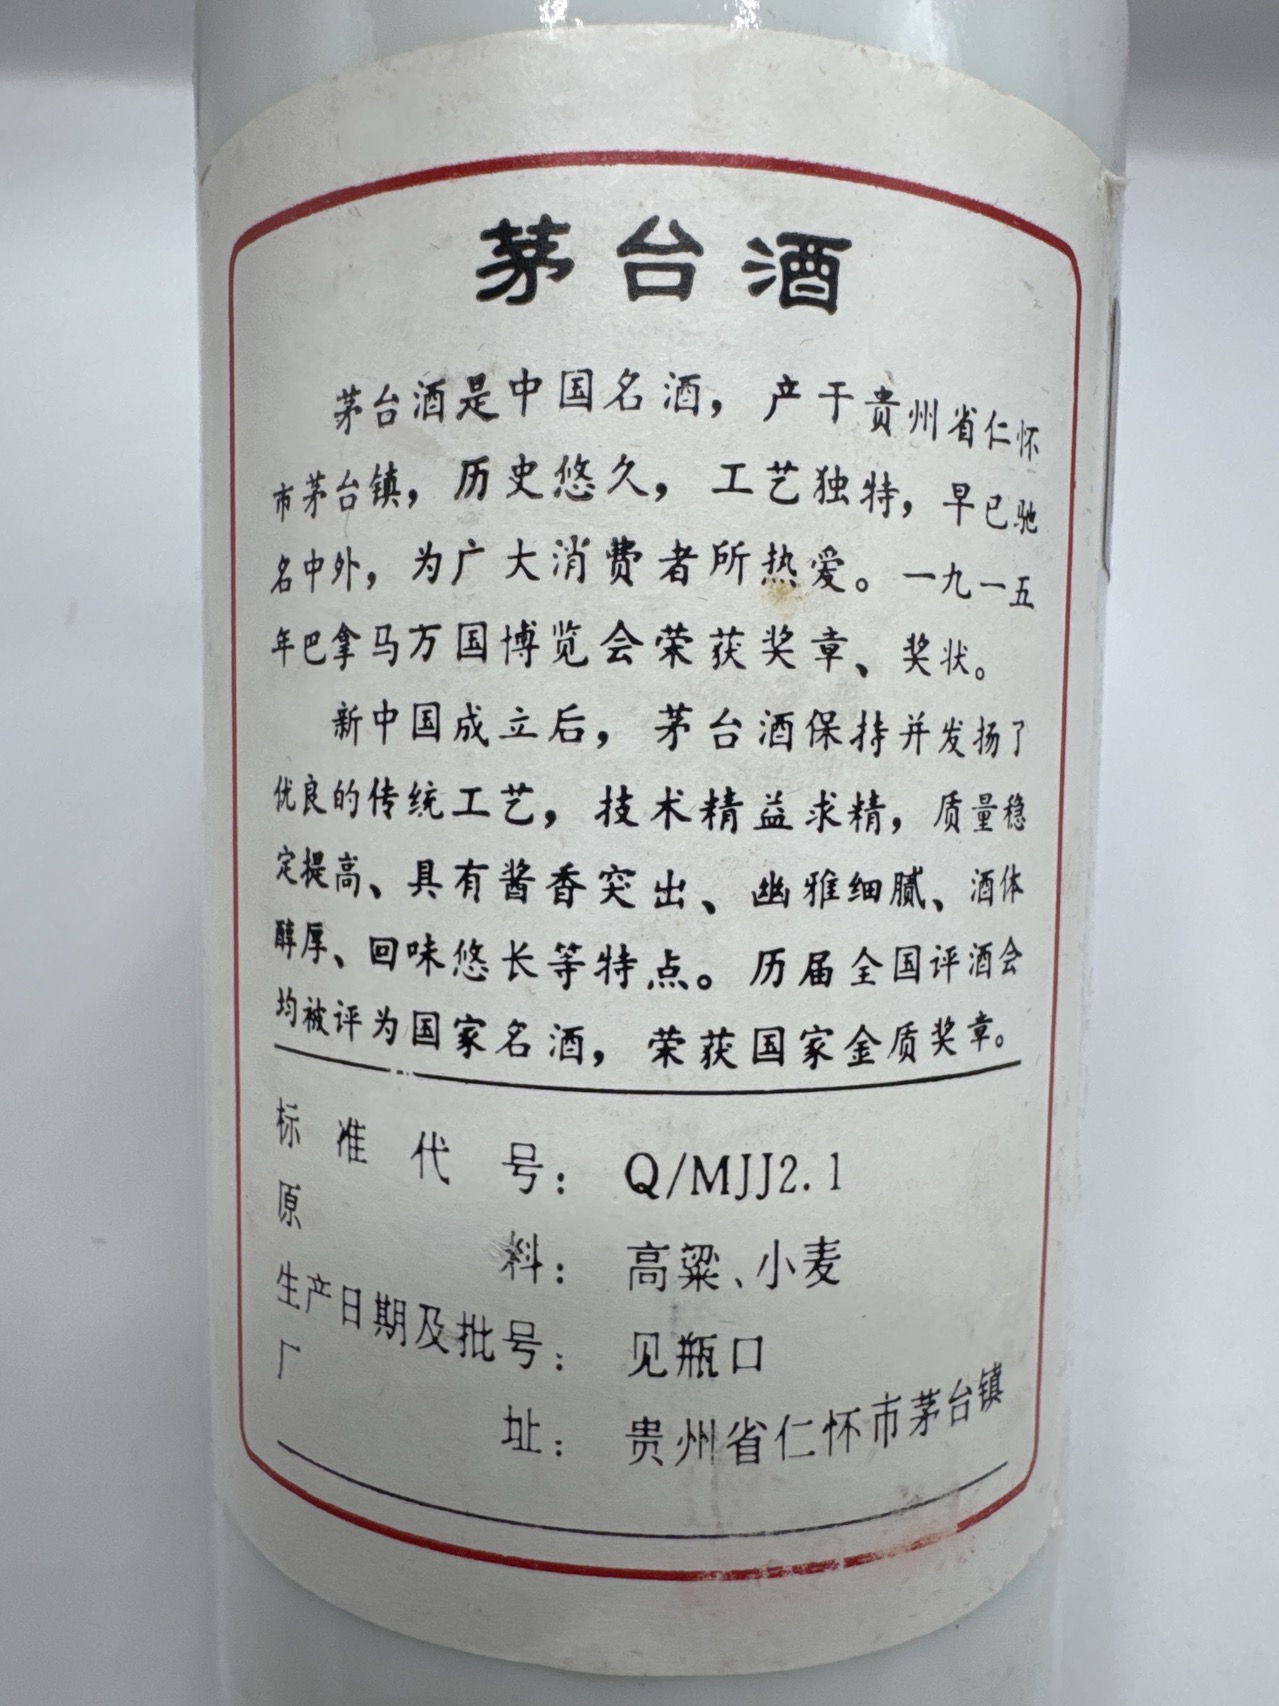 茅台酒
茅台酒是中国名酒，产于贵州省仁怀
市茅台镇，历史悠久，工艺独特，早已驰
名中外，为广大消费者所热爱。一九一五
年巴拿马万国博览会荣获奖章、奖状。
新中国成立后，茅台酒保持并发扬了
优良的传统工艺，技术精益求精，质量稳
定提高、具有酱香突出、幽雅细腻、酒体
醇厚、回味悠长等特点。历届全国评酒会
均被评为国家名酒，荣获国家金质奖章。
标准代号：Q/MJJ2.1
原料：高粱、小麦
生产日期及批号：见瓶口
厂址：贵州省仁怀市茅台镇